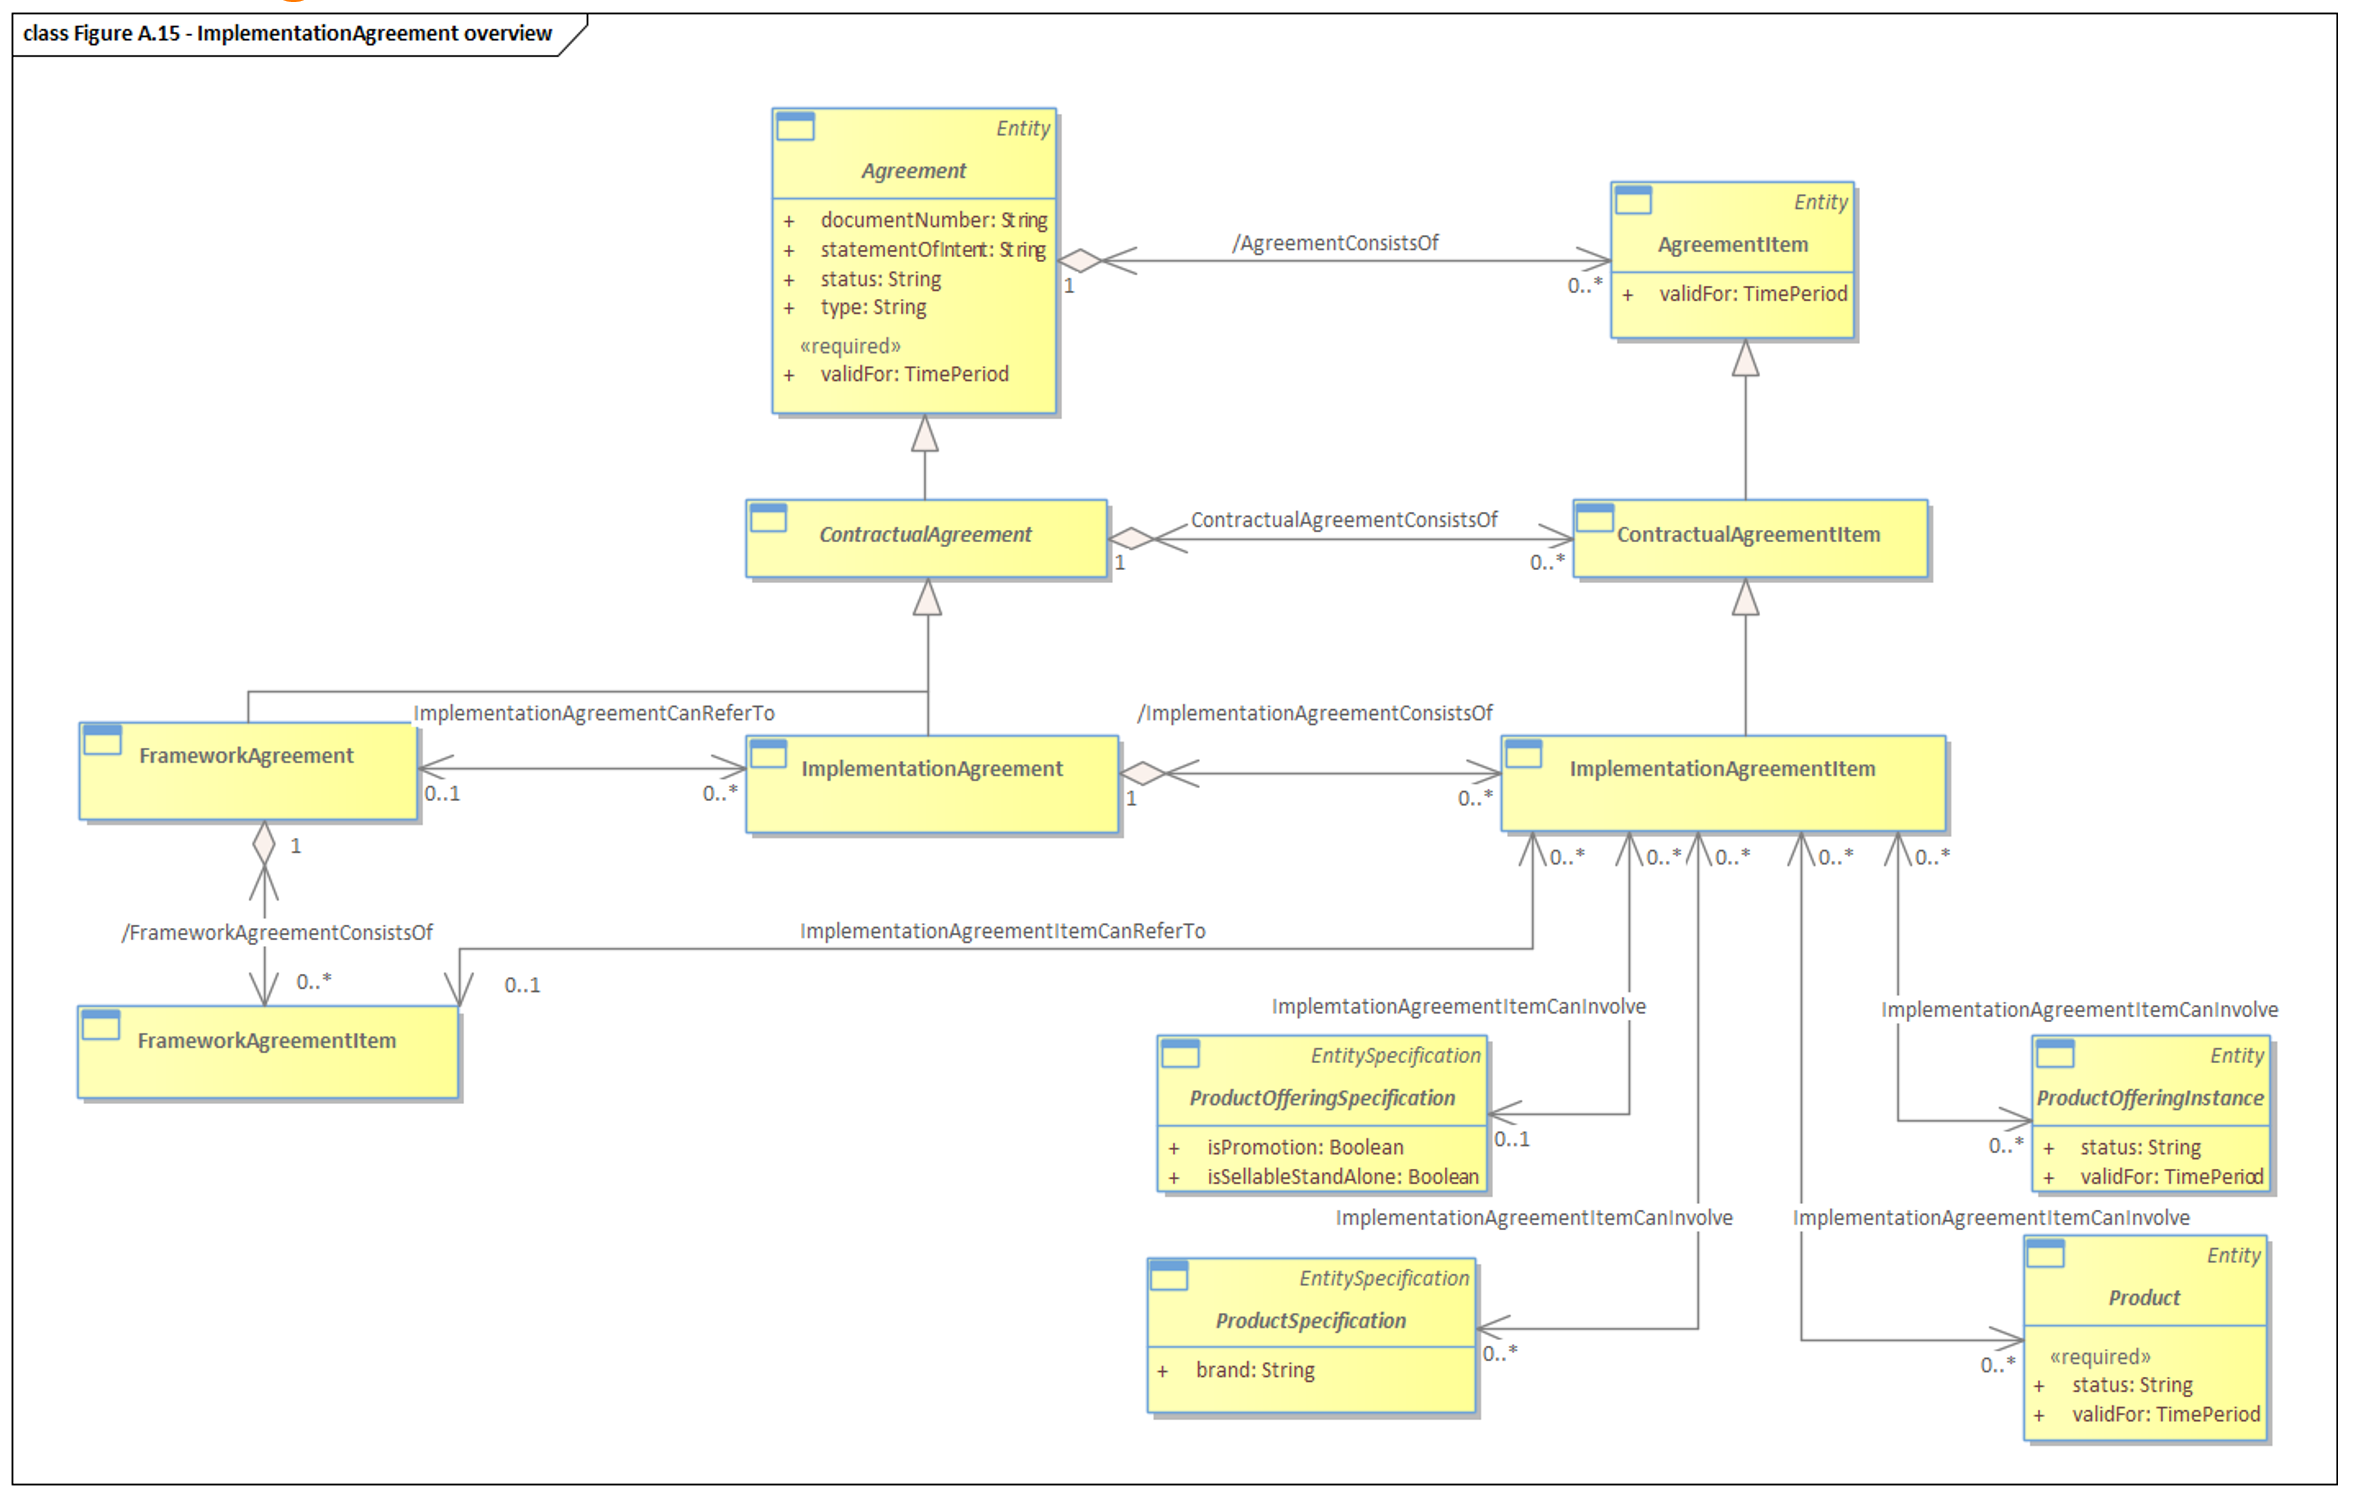 class Figure A.15 - ImplementationAgreement overview
Entity
Agreement
+ documentNumber: String
+ statementOfIntent: String
+ status: String
+ type: String
«required»
+ validFor: TimePeriod
/AgreementConsistsOf
1
0..*
Entity
AgreementItem
+ validFor: TimePeriod
ContractualAgreement
ContractualAgreementConsistsOf
1
0..*
ContractualAgreementItem
FrameworkAgreement
ImplementationAgreementCanReferTo
0..1
0..*
ImplementationAgreement
/ImplementationAgreementConsistsOf
1
0..*
ImplementationAgreementItem
1
/FrameworkAgreementConsistsOf
0..*
FrameworkAgreementItem
0..* 0..* 0..* 0..* 0..*
ImplementationAgreementItemCanReferTo
0..1
ImplemtationAgreementItemCanInvolve
EntitySpecification
ProductOfferingSpecification
+ isPromotion: Boolean
+ isSellableStandAlone: Boolean
0..1
ImplementationAgreementItemCanInvolve
Entity
ProductOfferingInstance
+ status: String
+ validFor: TimePeriod
0..*
ImplementationAgreementItemCanInvolve
EntitySpecification
ProductSpecification
+ brand: String
0..*
ImplementationAgreementItemCanInvolve
Entity
Product
«required»
+ status: String
+ validFor: TimePeriod
0..*